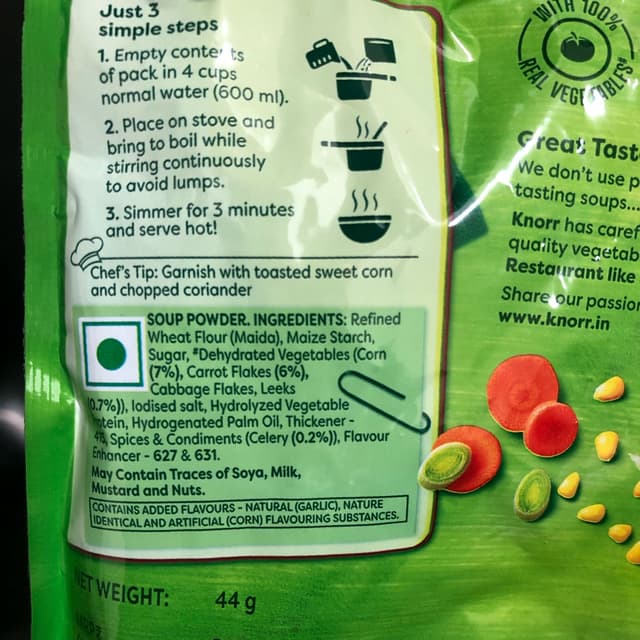 Just 3
simple steps
1. Empty contents
of pack in 4 cups
normal water (600 ml).
2. Place on stove and
bring to boil while
stirring continuously
to avoid lumps.
3. Simmer for 3 minutes
and serve hot!
Chef's Tip: Garnish with toasted sweet corn
and chopped coriander
SOUP POWDER. INGREDIENTS: Refined
Wheat Flour (Maida), Maize Starch,
Sugar, #Dehydrated Vegetables (Corn
(7%), Carrot Flakes (6%),
Cabbage Flakes, Leeks
(0.7%)), Iodised salt, Hydrolyzed Vegetable
Protein, Hydrogenated Palm Oil, Thickener -
Spices & Condiments (Celery (0.2%)), Flavour
Enhancer - 627 & 631.
May Contain Traces of Soya, Milk,
Mustard and Nuts.
CONTAINS ADDED FLAVOURS - NATURAL (GARLIC), NATURE
IDENTICAL AND ARTIFICIAL (CORN) FLAVOURING SUBSTANCES.
NET WEIGHT: 44 g
WITH 100%
REAL VEGETABLES*
Great Tast
We don't use p
tasting soups...
Knorr has caref
quality vegetab
Restaurant like
Share our passio
www.knorr.in